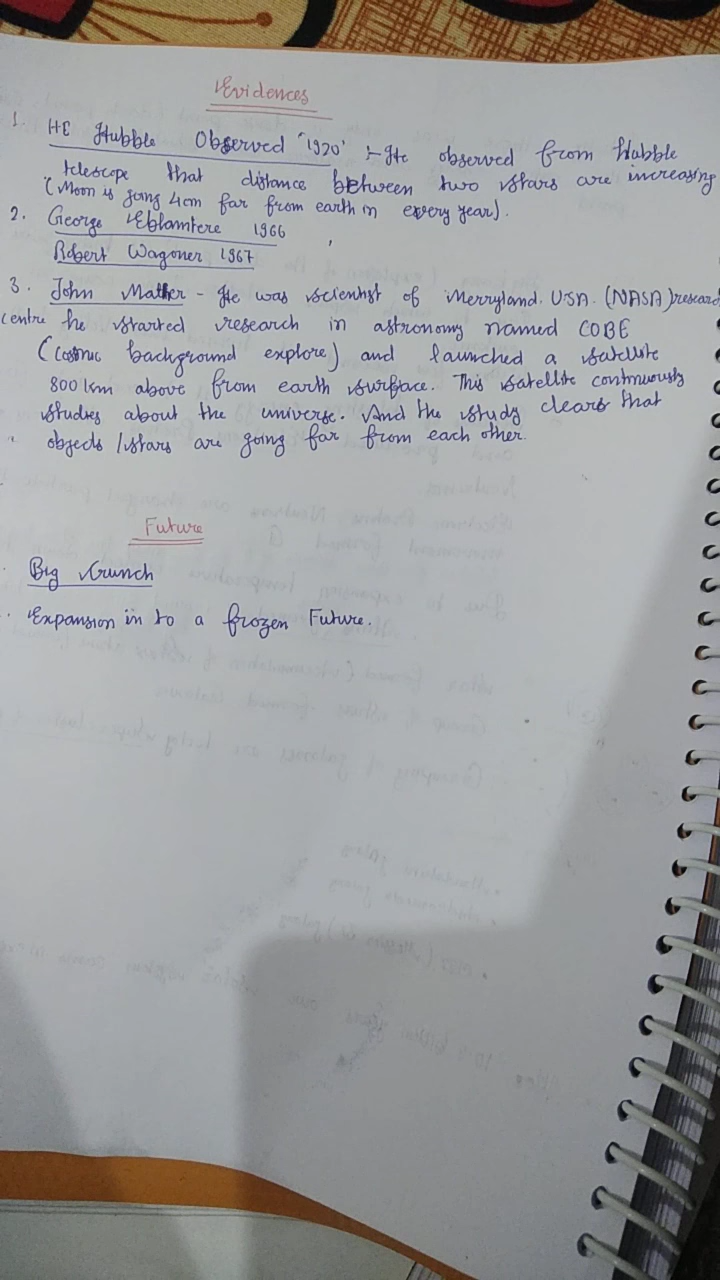 Evidences
1. HE Hubble Observed '1920' :- He observed from Hubble
telescope that distance between two stars are increasing
(Moon is going 4cm far from earth in every year).
2. George 1966
Robert Wagoner 1967
3. John Mather - He was scientist of Merryland. U.S.A. (NASA) research
centre he started research in astronomy named COBE
(cosmic background explore) and launched a satellite
800 km above from earth surface. This satellite continuously
studies about the universe. And the study clears that
objects / stars are going far from each other.
Future
. Big Crunch
. Expansion in to a frozen Future.